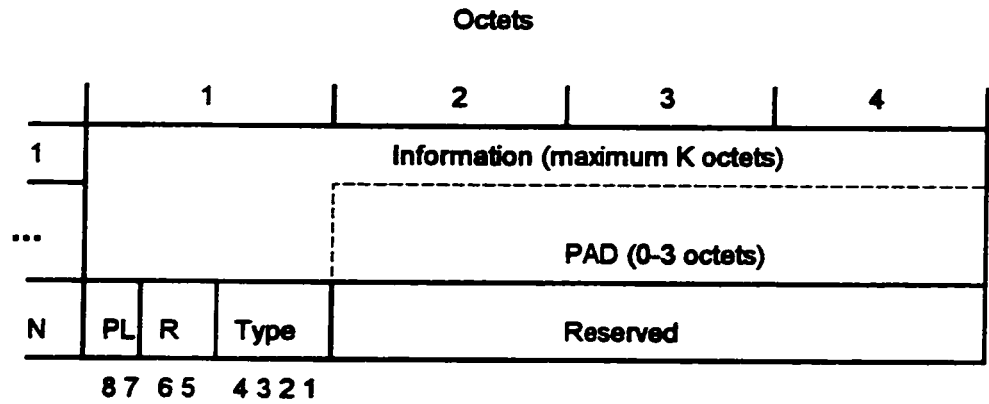 Octets
1 2 3 4
1 Information (maximum K octets)
...
PAD (0-3 octets)
N PL R Type Reserved
8 7 6 5 4 3 2 1